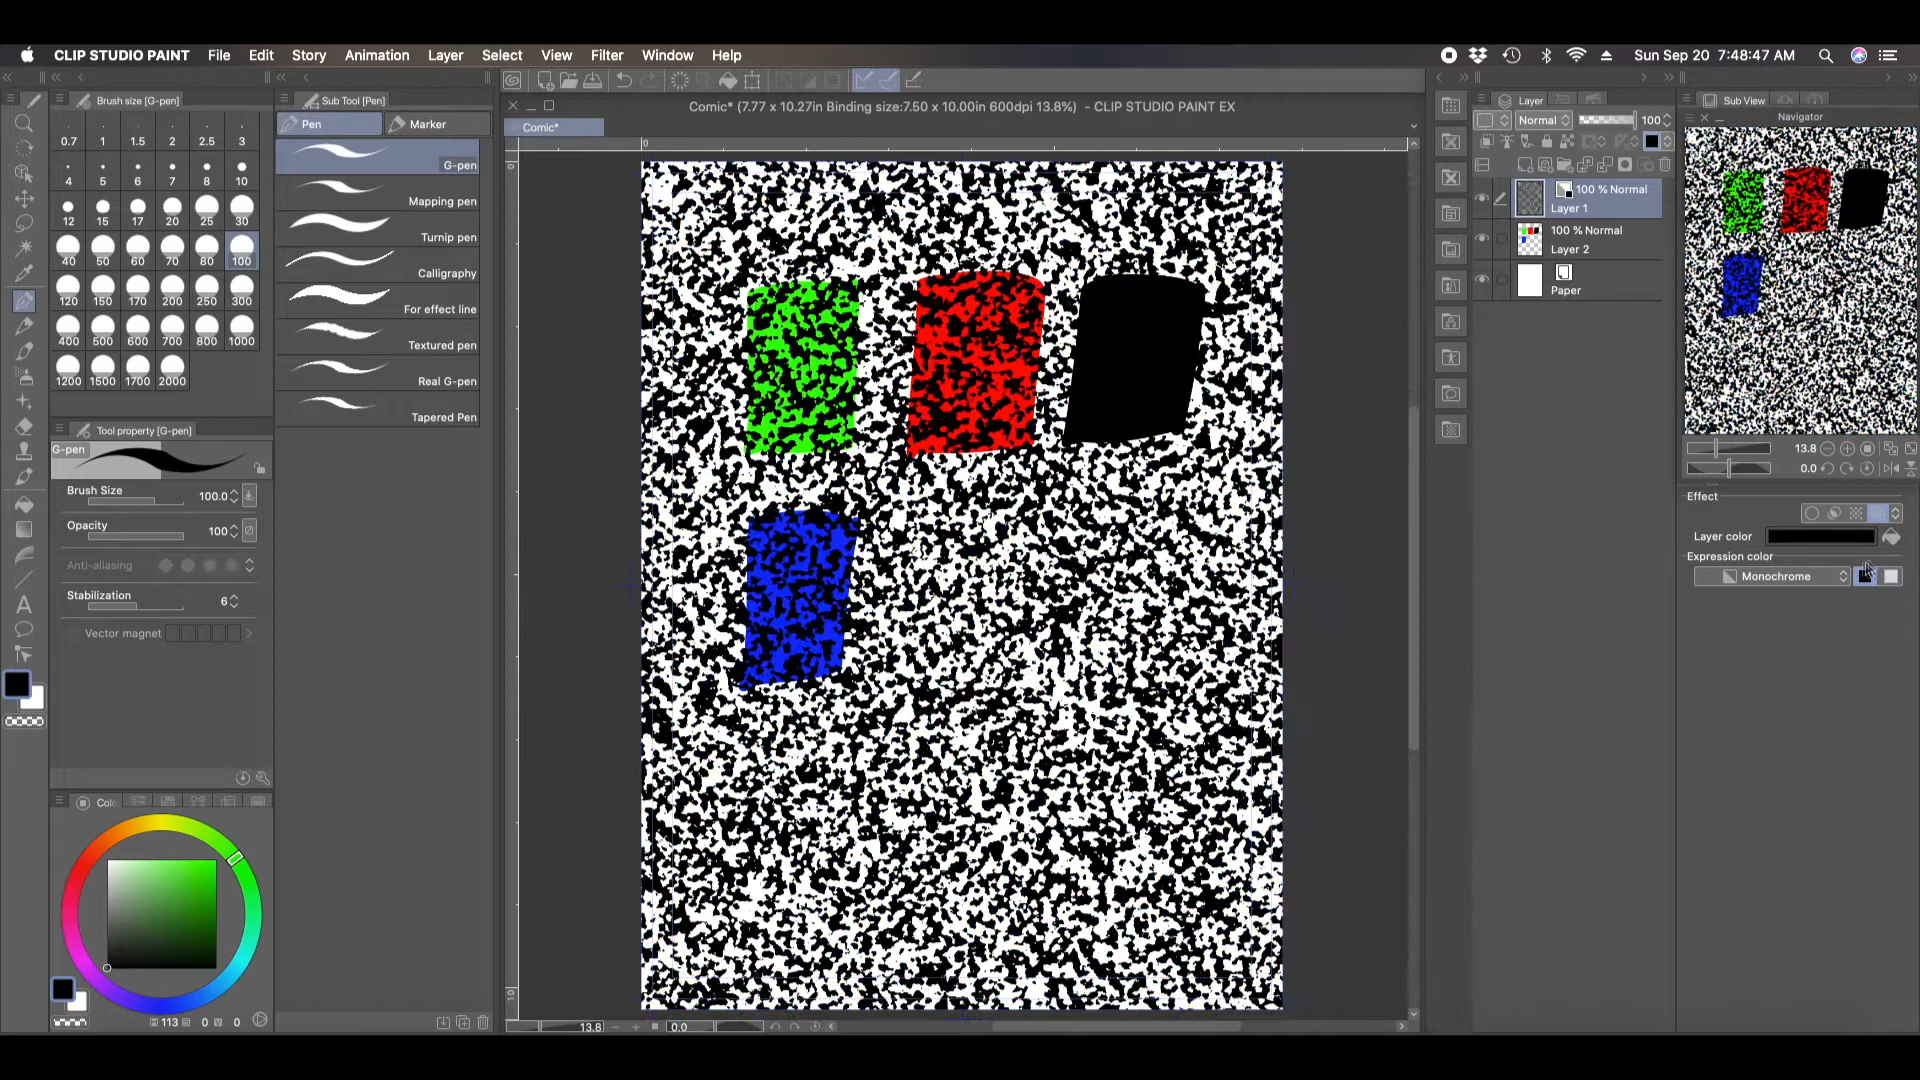 CLIP STUDIO PAINT File Edit Story Animation Layer Select View Filter Window Help
Sun Sep 20 7:48:47 AM
Brush size [G-pen]
0.7 1 1.5 2 2.5 3
4 5 6 7 8 10
12 15 17 20 25 30
40 50 60 70 80 100
120 150 170 200 250 300
400 500 600 700 800 1000
1200 1500 1700 2000
Sub Tool [Pen]
Pen Marker
G-pen
Mapping pen
Turnip pen
Calligraphy
For effect line
Textured pen
Real G-pen
Tapered Pen
Tool property [G-pen]
G-pen
Brush Size 100.0
Opacity 100
Anti-aliasing
Stabilization 6
Vector magnet
113 0 V 0
Comic* (7.77 x 10.27in Binding size:7.50 x 10.00in 600dpi 13.8%) - CLIP STUDIO PAINT EX
Comic*
0
13.8 0.0
Layer
Normal 100
100 % Normal
Layer 1
100 % Normal
Layer 2
Paper
Sub View
Navigator
13.8
0.0
Effect
Layer color
Expression color
Monochrome